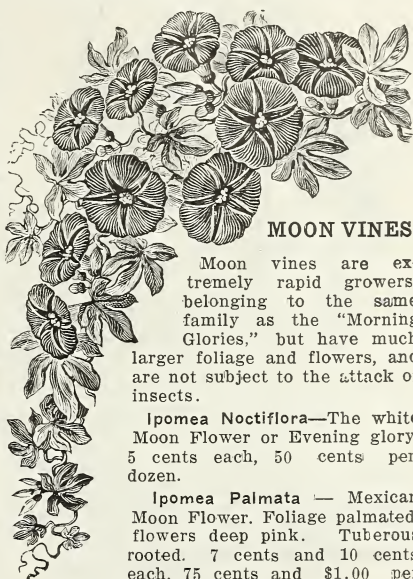 MOON VINES
Moon vines are ex-
tremely rapid growers
belonging to the same
family as the “Morning
Glories,” but have much
larger foliage and flowers, and
are not subject to the attack o
insects.
Ipomea Noctiflora—The white
Moon Flower or Evening glory
5 cents each, 50 cents per
dozen.
Ipomea Palmata — Mexican
Moon Flower. Foliage palmated
flowers deep pink. Tuberous
rooted. 7 cents and 10 cents
each, 75 cents and $1.00 per